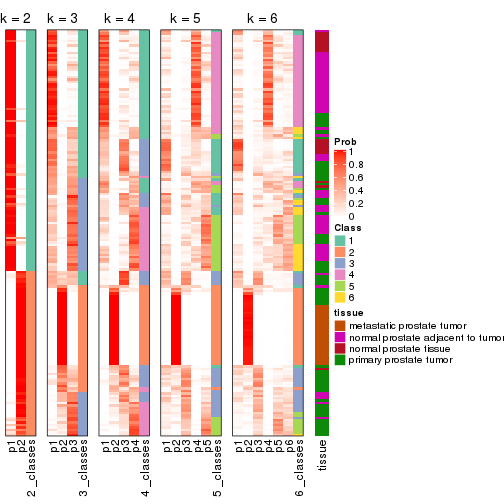 k = 2
k = 3
k = 4
k = 5
k = 6
Prob
1
0.8
0.6
0.4
0.2
0
Class
1
2
3
4
5
6
tissue
metastatic prostate tumor
normal prostate adjacent to tumor
normal prostate tissue
primary prostate tumor
p1
p2
2_classes
p1
p2
p3
3_classes
p1
p2
p3
p4
4_classes
p1
p2
p3
p4
p5
5_classes
p1
p2
p3
p4
p5
p6
6_classes
tissue